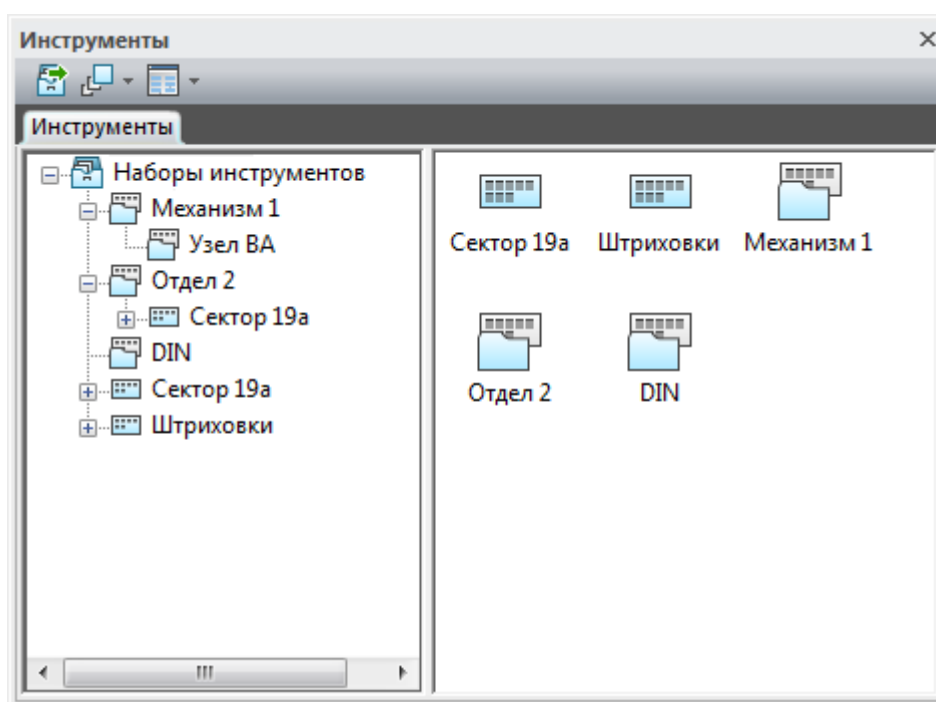 Инструменты
Инструменты
Наборы инструментов
Механизм 1
Узел ВА
Отдел 2
Сектор 19а
DIN
Сектор 19а
Штриховки
Сектор 19а Штриховки Механизм 1
Отдел 2 DIN